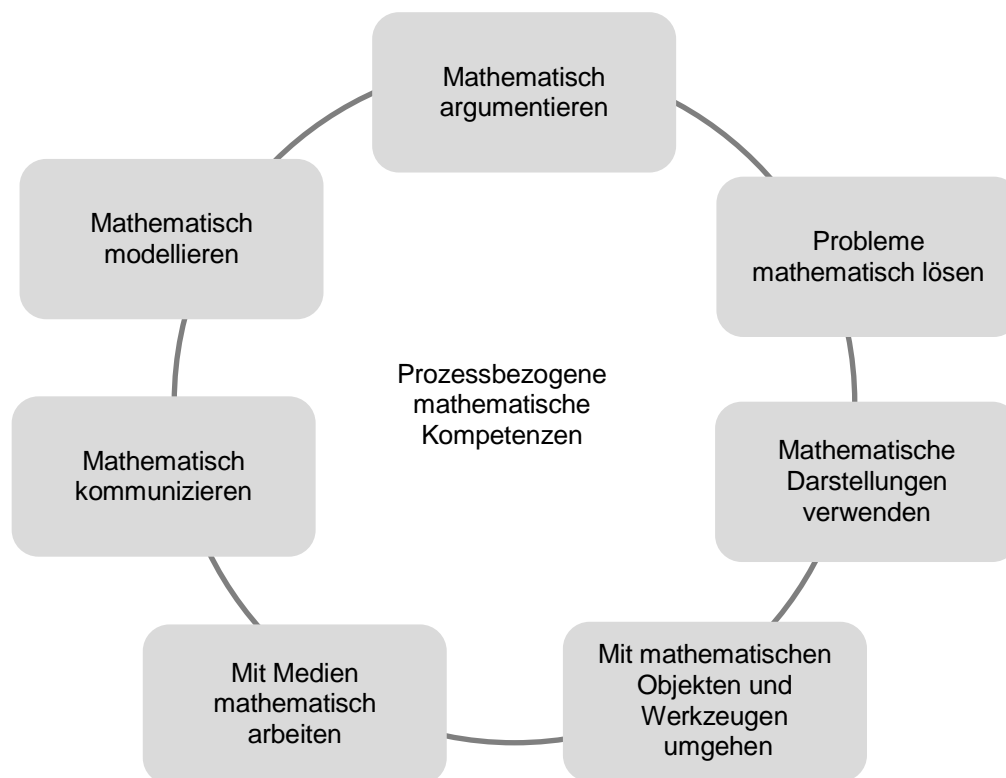 Mathematisch
argumentieren
Mathematisch
modellieren
Probleme
mathematisch lösen
Prozessbezogene
mathematische
Kompetenzen
Mathematisch
kommunizieren
Mathematische
Darstellungen
verwenden
Mit Medien
mathematisch
arbeiten
Mit mathematischen
Objekten und
Werkzeugen
umgehen